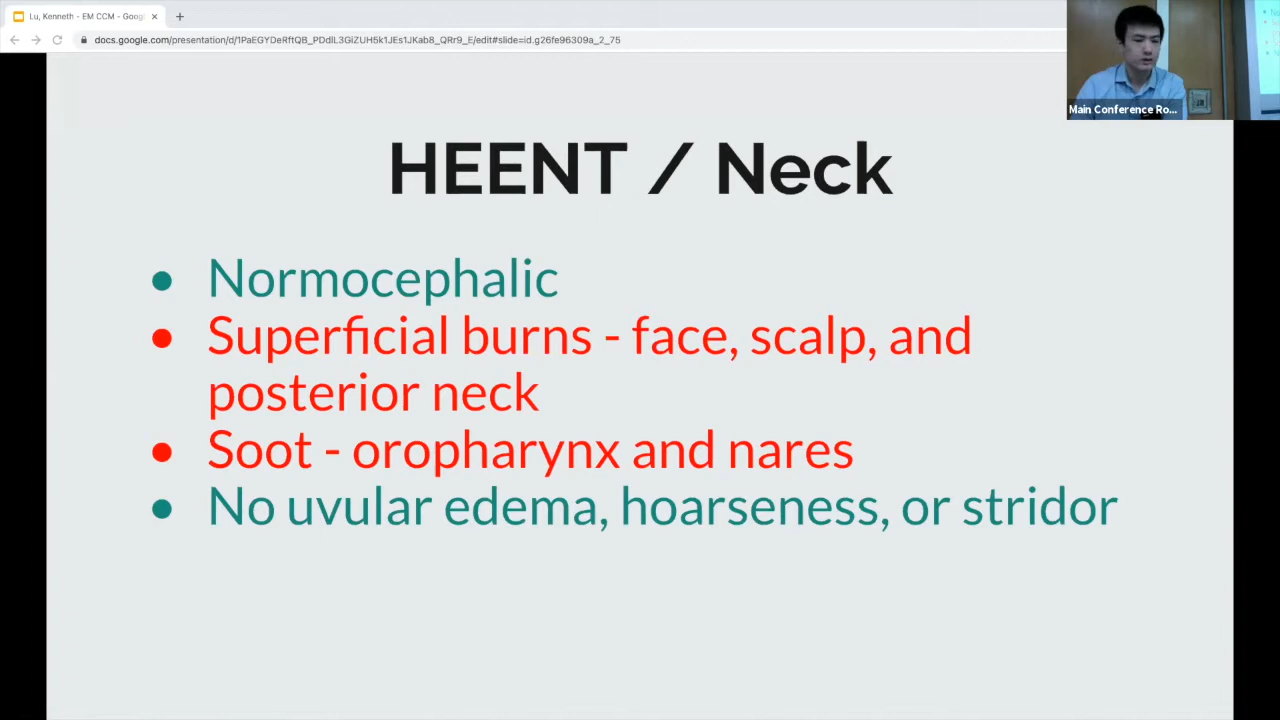 Lu, Kenneth - EM CCM - Goog
docs.google.com/presentation/d/1PaEGYDeRftQB_PDdlL3GiZUH5k1JEs1JKab8_QRr9_E/edit#slide=id.g26fe96309a_2_75
Main Conference Ro...
HEENT / Neck
● Normocephalic
● Superficial burns - face, scalp, and
posterior neck
● Soot - oropharynx and nares
● No uvular edema, hoarseness, or stridor